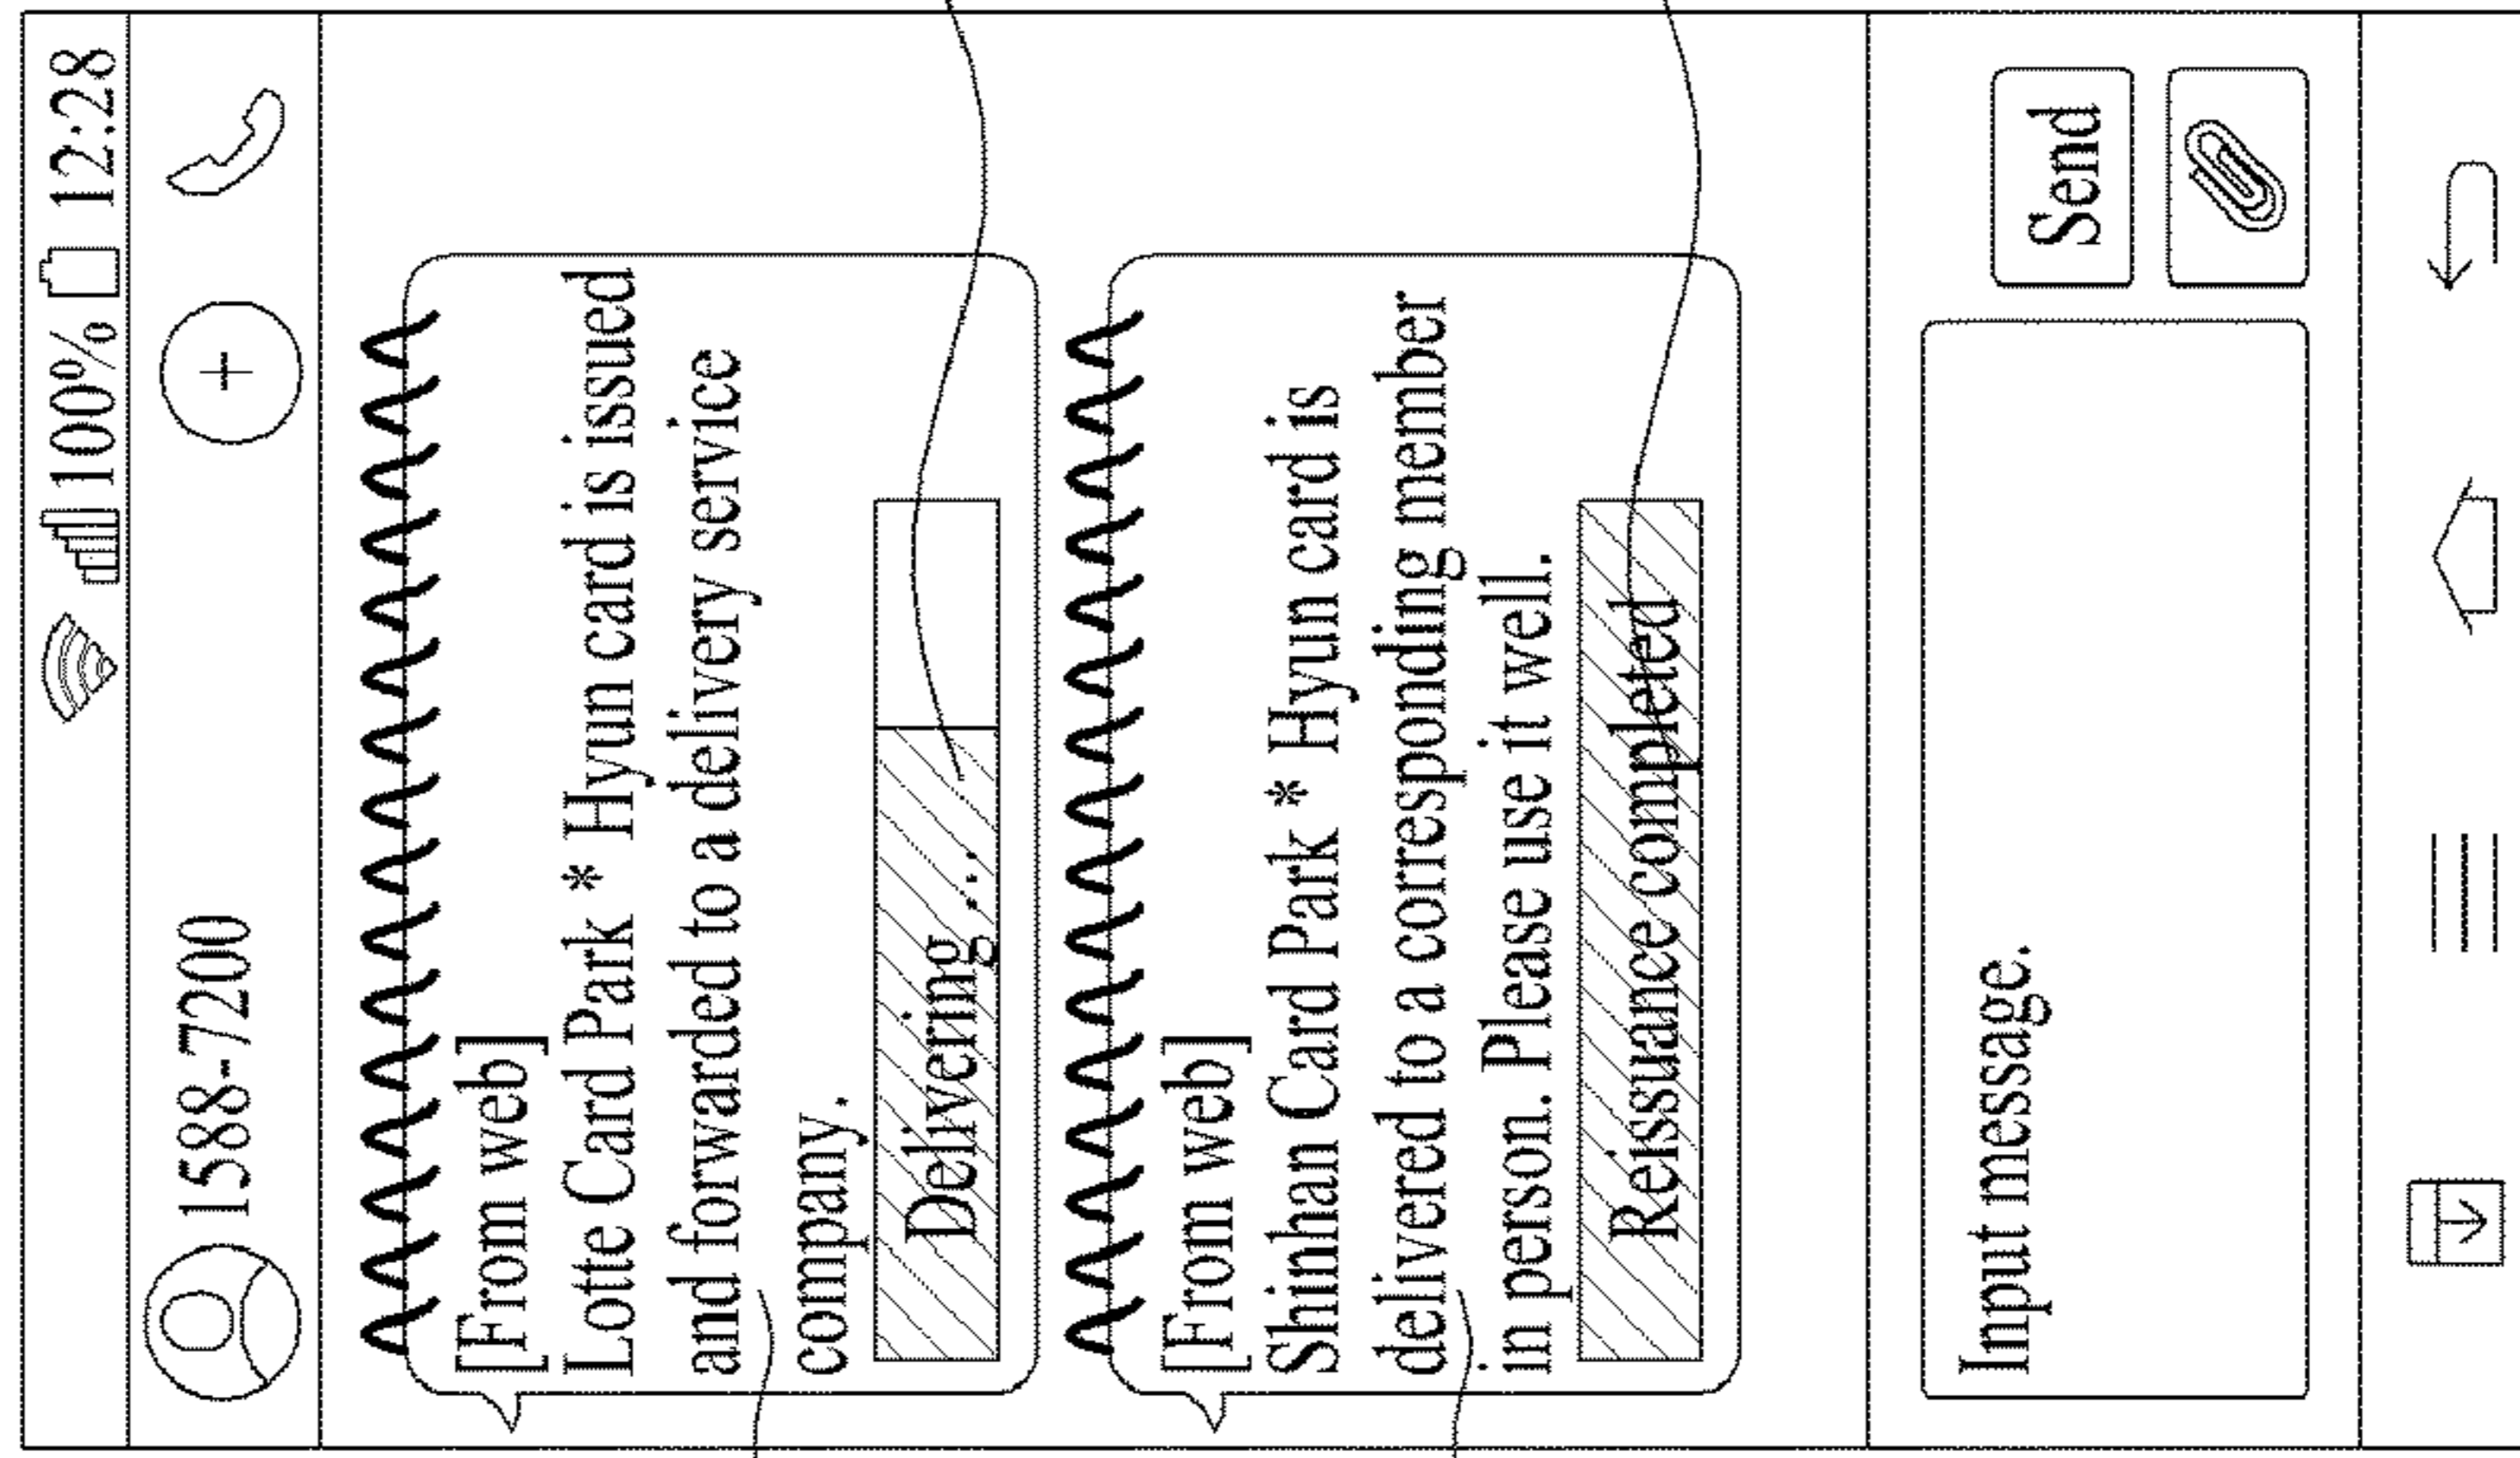 100% 12:28
1588-7200
[From web]
Lotte Card Park * Hyun card is issued
and forwarded to a delivery service
company.
Delivering...
[From web]
Shinhan Card Park * Hyun card is
delivered to a corresponding member
in person. Please use it well.
Reissuance completed
Input message.
Send